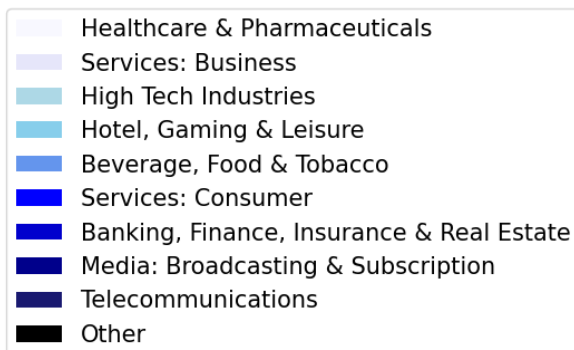 Healthcare & Pharmaceuticals
Services: Business
High Tech Industries
Hotel, Gaming & Leisure
Beverage, Food & Tobacco
Services: Consumer
Banking, Finance, Insurance & Real Estate
Media: Broadcasting & Subscription
Telecommunications
Other